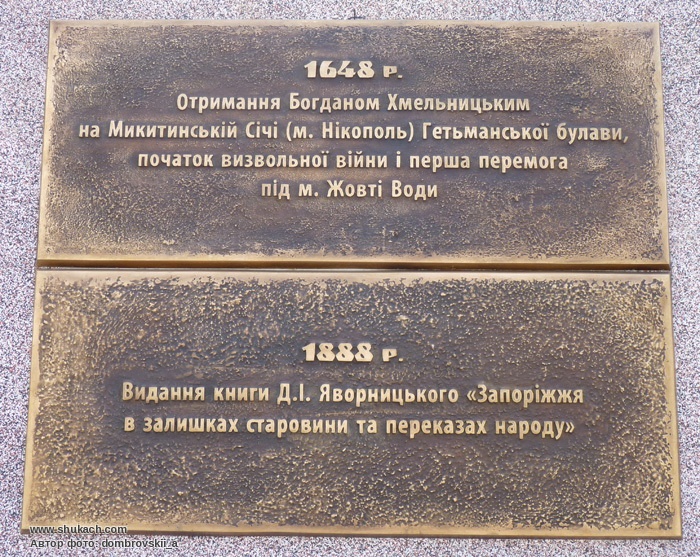 1648 р.
Отримання Богданом Хмельницьким
на Микитинській Січі (м. Нікополь) Гетьманської булави,
початок визвольної війни і перша перемога
під м. Жовті Води
1888 р.
Видання книги Д.І. Яворницького «Запоріжжя
в залишках старовини та переказах народу»
www.shukach.com
Автор фото: dombrovskii.a